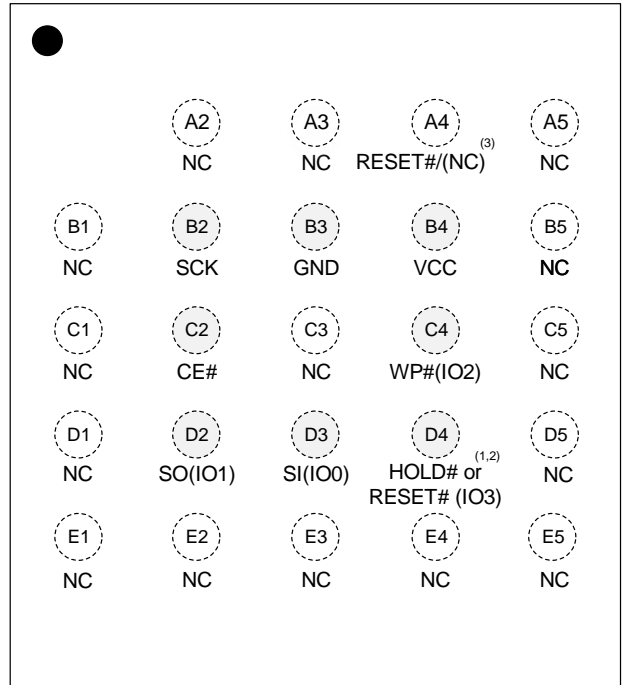 A2 A3 A4 A5
NC NC RESET#/(NC) (3) NC
B1 B2 B3 B4 B5
NC SCK GND VCC NC
C1 C2 C3 C4 C5
NC CE# NC WP#(IO2) NC
D1 D2 D3 D4 D5
NC SO(IO1) SI(IO0) HOLD# or (1,2) NC
RESET# (IO3)
E1 E2 E3 E4 E5
NC NC NC NC NC